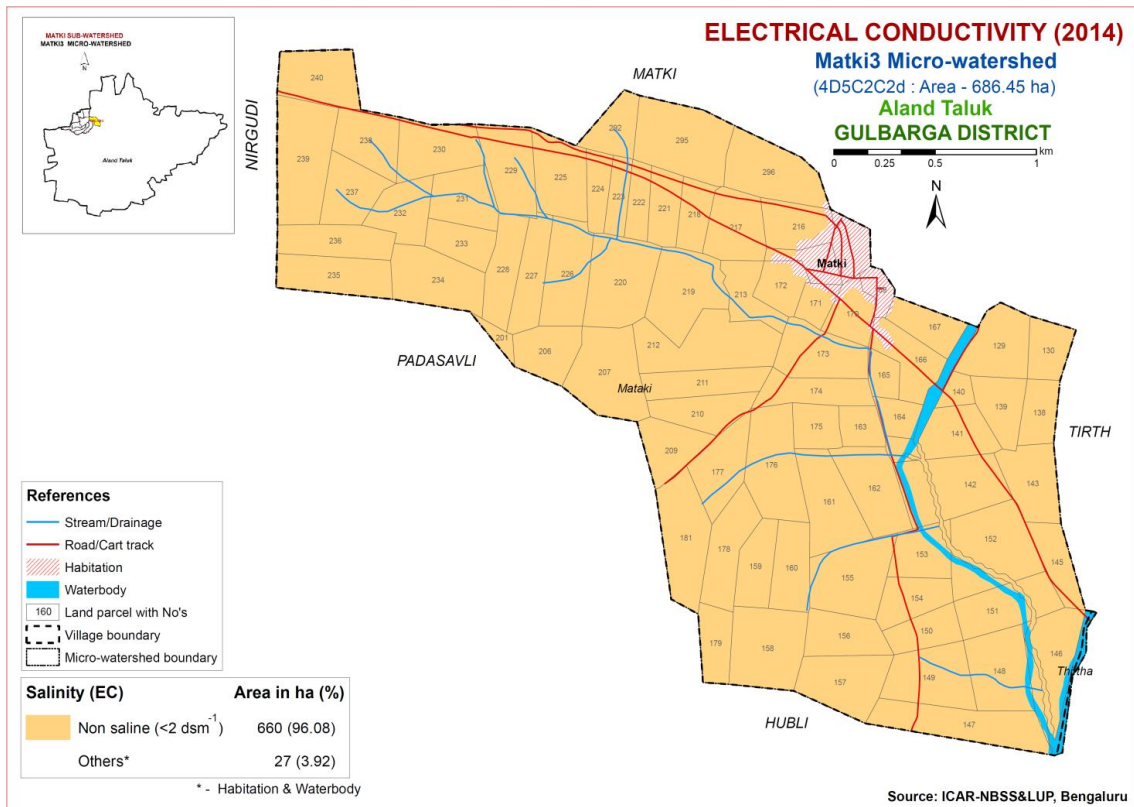 MATKI SUB-WATERSHED
MATKI3 MICRO-WATERSHED
N
Aland Taluk
ELECTRICAL CONDUCTIVITY (2014)
Matki3 Micro-watershed
(4D5C2C2d : Area - 686.45 ha)
Aland Taluk
GULBARGA DISTRICT
km
0 0.25 0.5 1
N
MATKI
NIRGUDI
PADASAVLI
TIRTH
HUBLI
240
292
295
238
230
239
229
225
296
237
224
231
223
222
221
218
232
217
216
236
233
Matki
235
234
228
227
226
220
219
213
172
171
170
167
201
206
212
173
166
129
130
207
Mataki
211
174
165
140
139
138
210
175
163
164
141
209
177
176
161
162
142
143
181
178
159
160
155
153
152
145
154
151
179
158
156
150
146
Thatha
157
149
148
147
References
Stream/Drainage
Road/Cart track
Habitation
Waterbody
160 Land parcel with No's
Village boundary
Micro-watershed boundary
Salinity (EC) Area in ha (%)
Non saline (<2 dsm-1) 660 (96.08)
Others* 27 (3.92)
* - Habitation & Waterbody
Source: ICAR-NBSS&LUP, Bengaluru